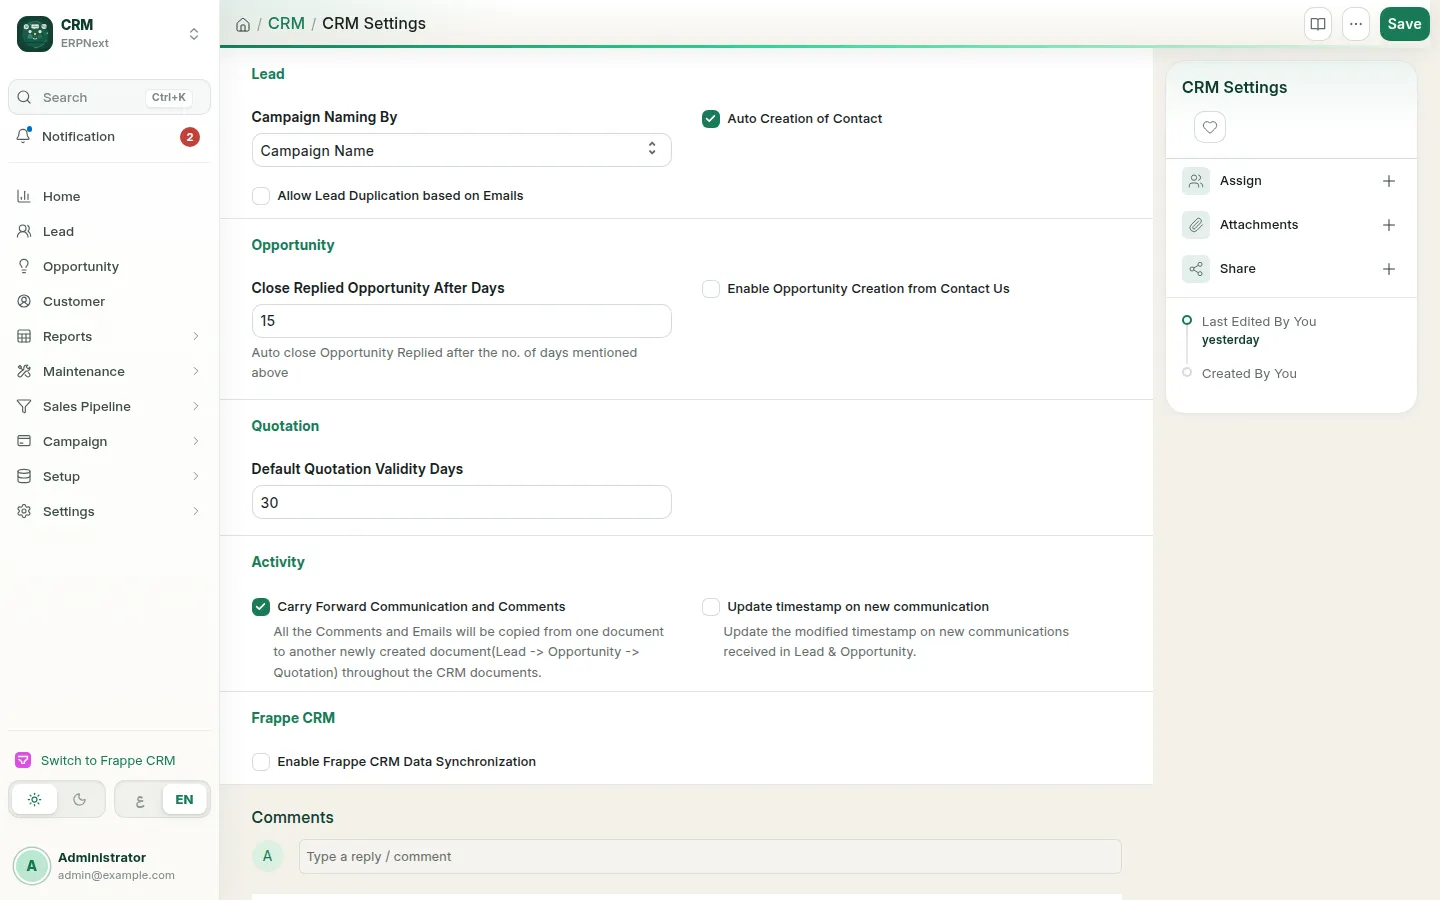 CRM
ERPNext
Search
Ctrl+K
Notification
2
Home
Lead
Opportunity
Customer
Reports
Maintenance
Sales Pipeline
Campaign
Setup
Settings
Switch to Frappe CRM
ع
EN
A
Administrator
admin@example.com
/ CRM / CRM Settings
Save
Lead
Campaign Naming By
Campaign Name
Auto Creation of Contact
Allow Lead Duplication based on Emails
Opportunity
Close Replied Opportunity After Days
15
Auto close Opportunity Replied after the no. of days mentioned
above
Enable Opportunity Creation from Contact Us
Quotation
Default Quotation Validity Days
30
Activity
Carry Forward Communication and Comments
All the Comments and Emails will be copied from one document
to another newly created document(Lead -> Opportunity ->
Quotation) throughout the CRM documents.
Update timestamp on new communication
Update the modified timestamp on new communications
received in Lead & Opportunity.
Frappe CRM
Enable Frappe CRM Data Synchronization
Comments
A
Type a reply / comment
CRM Settings
Assign
Attachments
Share
Last Edited By You
yesterday
Created By You